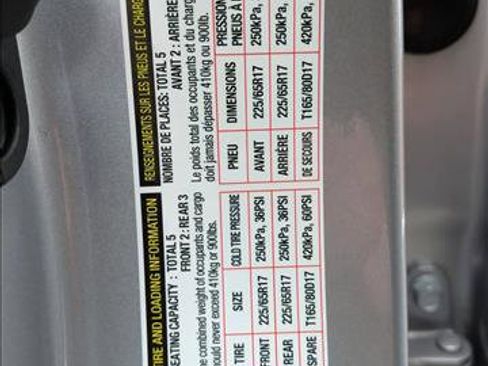 TIRE AND LOADING INFORMATION
SEATING CAPACITY : TOTAL 5
FRONT 2 : REAR 3
The combined weight of occupants and cargo
should never exceed 410kg or 900lbs.
TIRE SIZE COLD TIRE PRESSURE
FRONT 225/65R17 250kPa, 36PSI
REAR 225/65R17 250kPa, 36PSI
SPARE T165/80D17 420kPa, 60PSI
RENSEIGNEMENTS SUR LES PNEUS ET LE CHARG
NOMBRE DE PLACES: TOTAL 5
AVANT 2 : ARRIÈRE
Le poids total des occupants et du charg
doit jamais dépasser 410kg ou 900lb.
PNEU DIMENSIONS PRESSION
PNEUS À
AVANT 225/65R17 250kPa,
ARRIÈRE 225/65R17 250kPa,
DE SECOURS T165/80D17 420kPa,